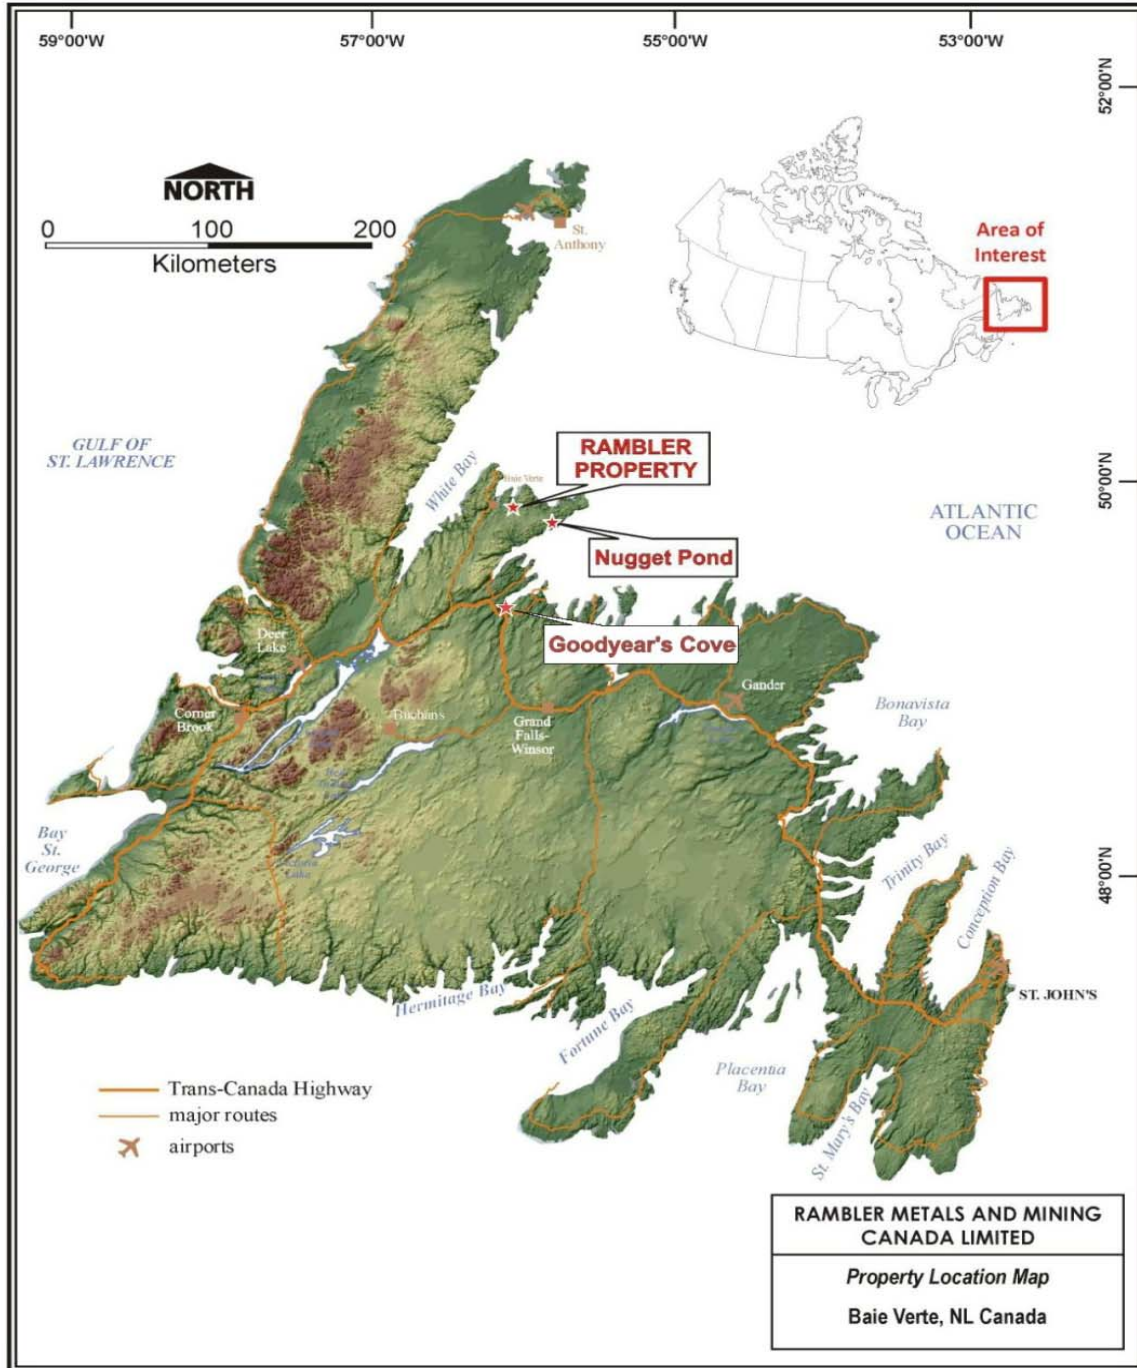 59°00'W
57°00'W
55°00'W
53°00'W
52°00'N
NORTH
0
100
200
Kilometers
St.
Anthony
Area of
Interest
GULF OF
ST. LAWRENCE
White Bay
Baie Verte
RAMBLER
PROPERTY
50°00'N
ATLANTIC
OCEAN
Nugget Pond
Goodyear's Cove
Deer
Lake
Corner
Brook
Buchans
Grand
Falls-
Winsor
Gander
Bonavista
Bay
Bay
St.
George
Lake
Trinity Bay
Conception Bay
48°00'N
Hermitage Bay
Fortune Bay
ST. JOHN'S
Placentia
Bay
St. Mary's Bay
Trans-Canada Highway
major routes
airports
RAMBLER METALS AND MINING
CANADA LIMITED
Property Location Map
Baie Verte, NL Canada